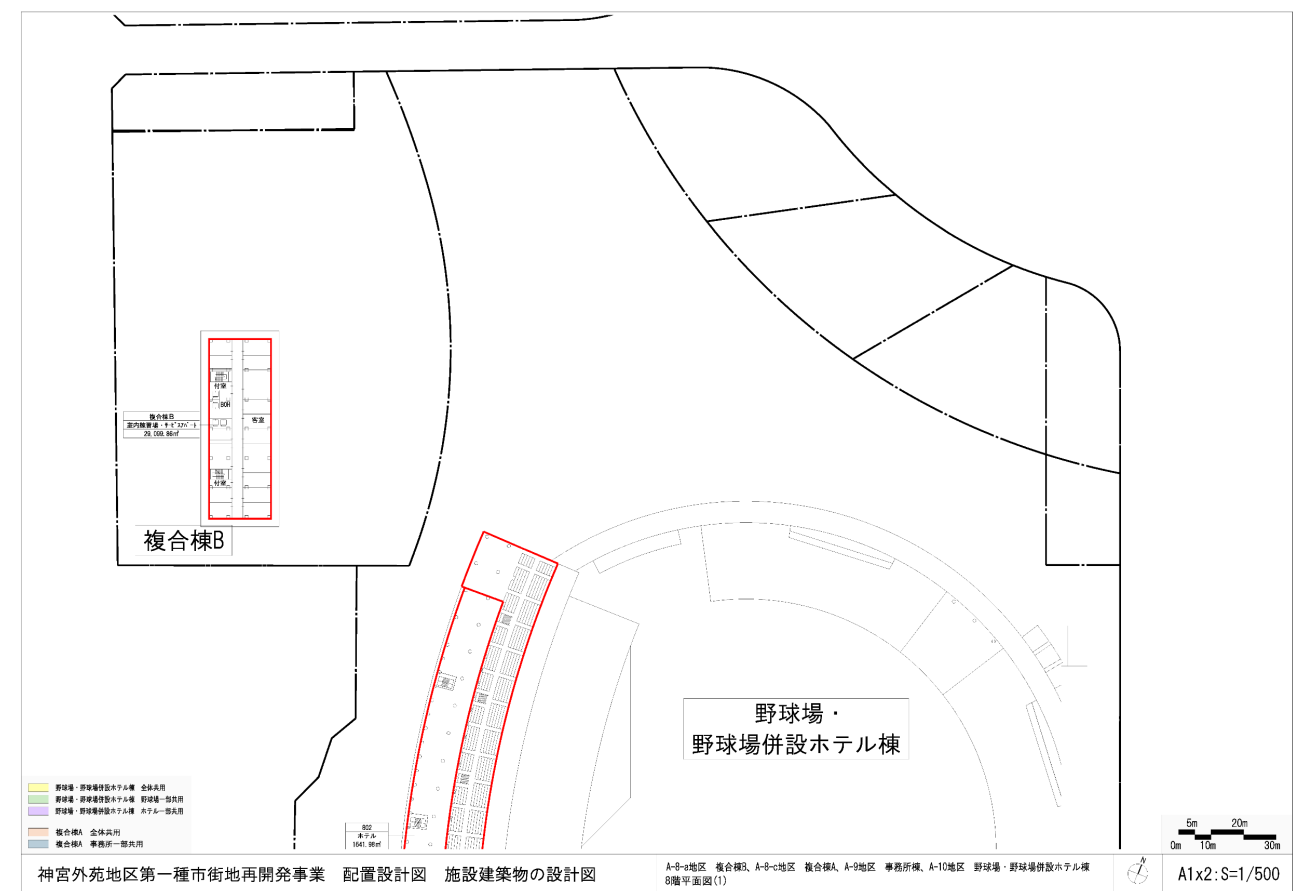 付室
BOH
客室
付室
複合棟B
室内練習場・サービスアパート
29,099.86㎡
複合棟B
野球場・
野球場併設ホテル棟
802
ホテル
1641.98㎡
野球場・野球場併設ホテル棟 全体共用
野球場・野球場併設ホテル棟 野球場一部共用
野球場・野球場併設ホテル棟 ホテル一部共用
複合棟A 全体共用
複合棟A 事務所一部共用
5m 20m
0m 10m 30m
神宮外苑地区第一種市街地再開発事業 配置設計図 施設建築物の設計図
A-8-a地区 複合棟B、A-8-c地区 複合棟A、A-9地区 事務所棟、A-10地区 野球場・野球場併設ホテル棟
8階平面図(1)
N
A1x2:S=1/500